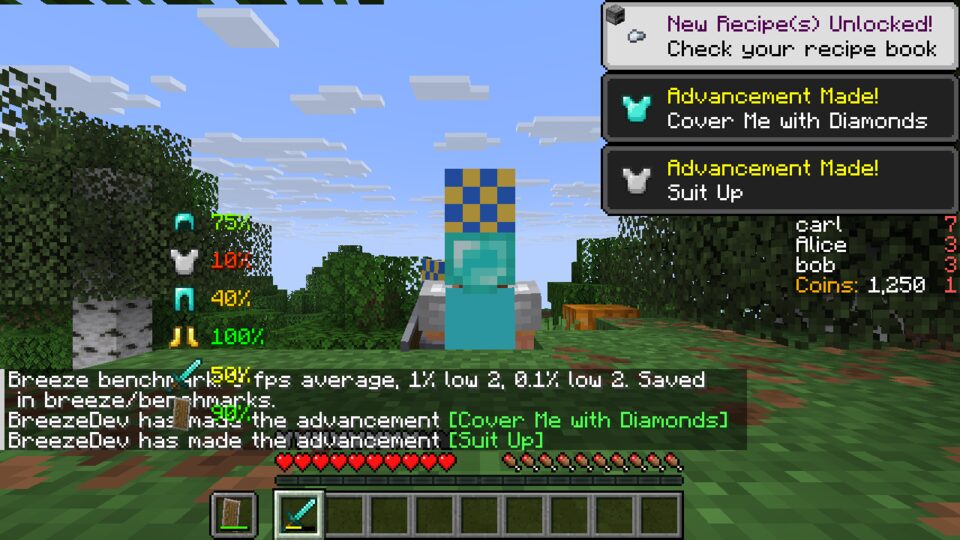 New Recipe(s) Unlocked!
Check your recipe book
Advancement Made!
Cover Me with Diamonds
Advancement Made!
Suit Up
carl 7
Alice 3
bob 3
Coins: 1,250 1
75%
10%
40%
100%
50%
90%
Breeze fps average, 1% low 2, 0.1% low 2. Saved
in breeze/benchmarks.
BreezeDev has made the advancement [Cover Me with Diamonds]
BreezeDev has made the advancement [Suit Up]